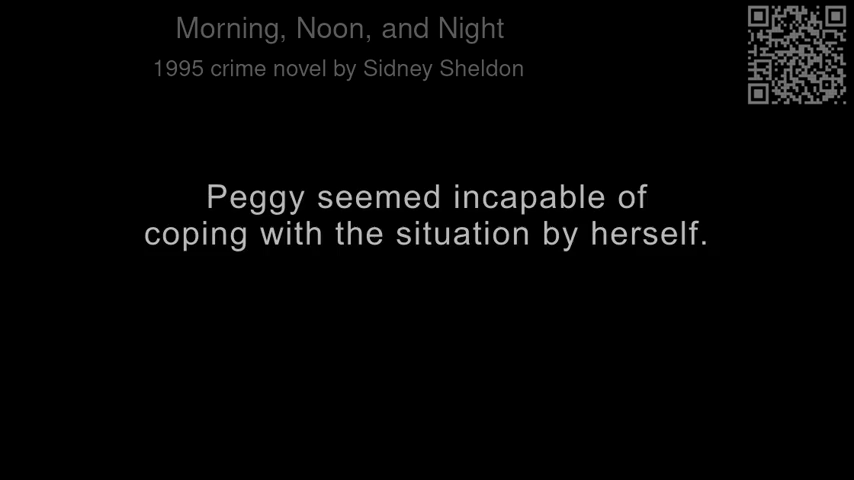 Morning, Noon, and Night
1995 crime novel by Sidney Sheldon
Peggy seemed incapable of
coping with the situation by herself.